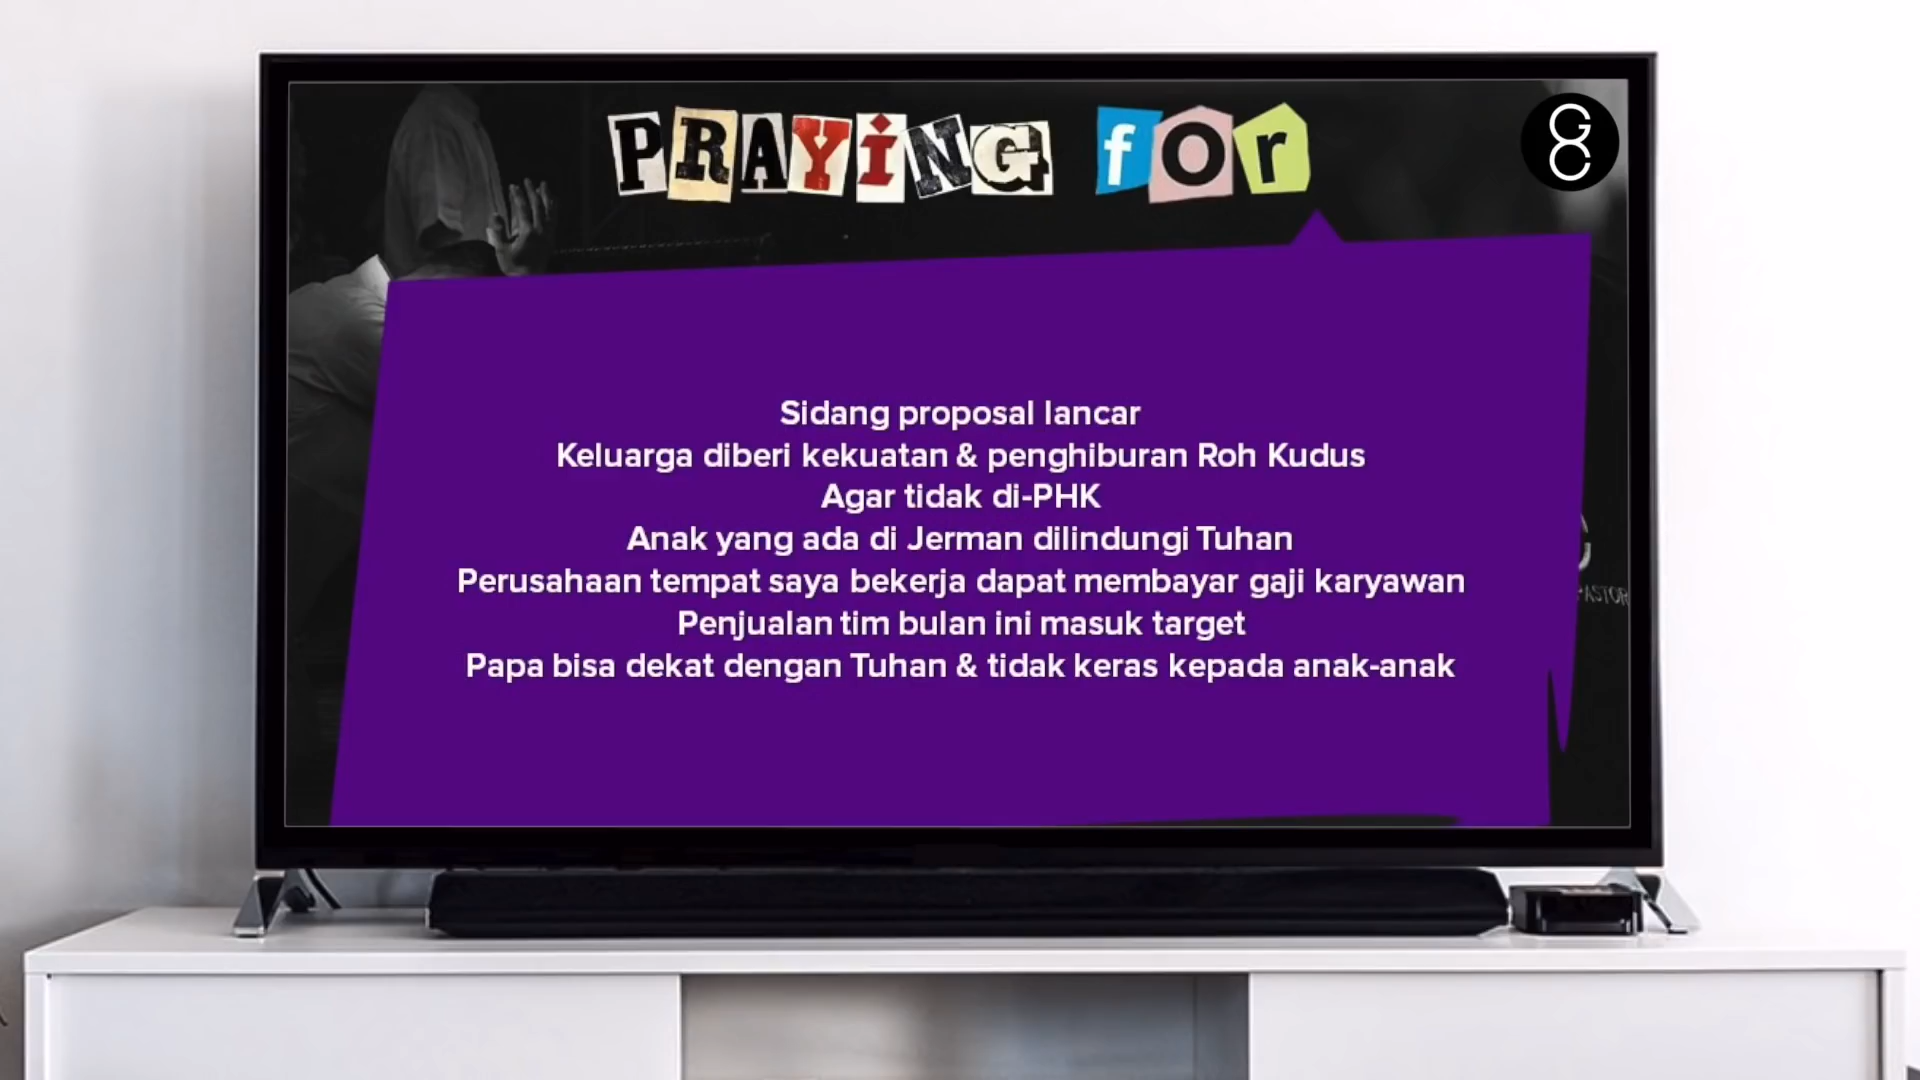 PRAYiNG for
GC
Sidang proposal lancar
Keluarga diberi kekuatan & penghiburan Roh Kudus
Agar tidak di-PHK
Anak yang ada di Jerman dilindungi Tuhan
Perusahaan tempat saya bekerja dapat membayar gaji karyawan
Penjualan tim bulan ini masuk target
Papa bisa dekat dengan Tuhan & tidak keras kepada anak-anak